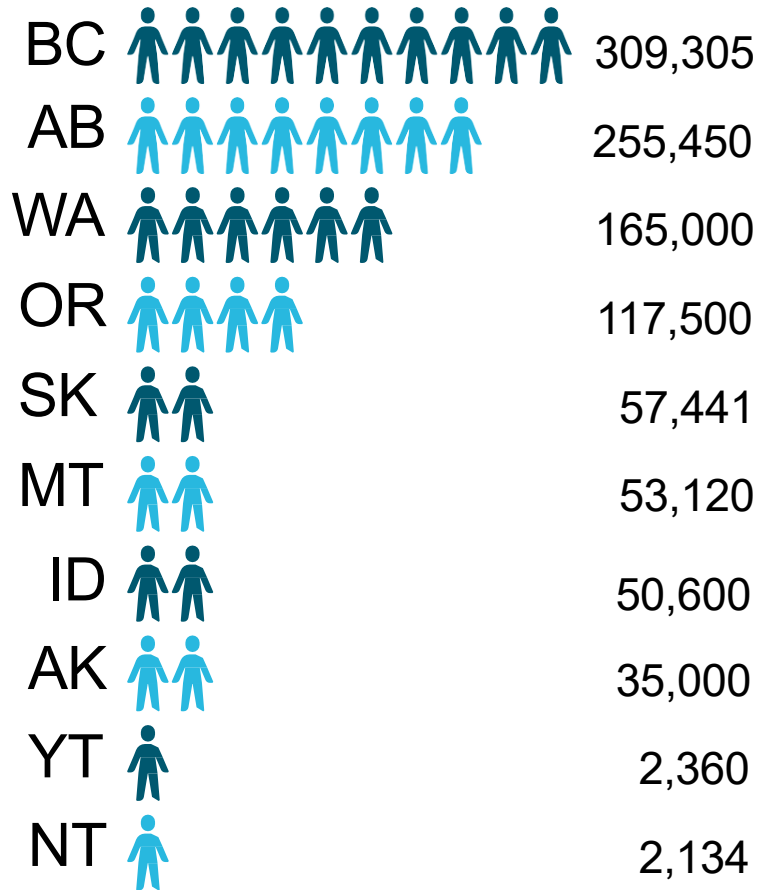 BC 309,305
AB 255,450
WA 165,000
OR 117,500
SK 57,441
MT 53,120
ID 50,600
AK 35,000
YT 2,360
NT 2,134